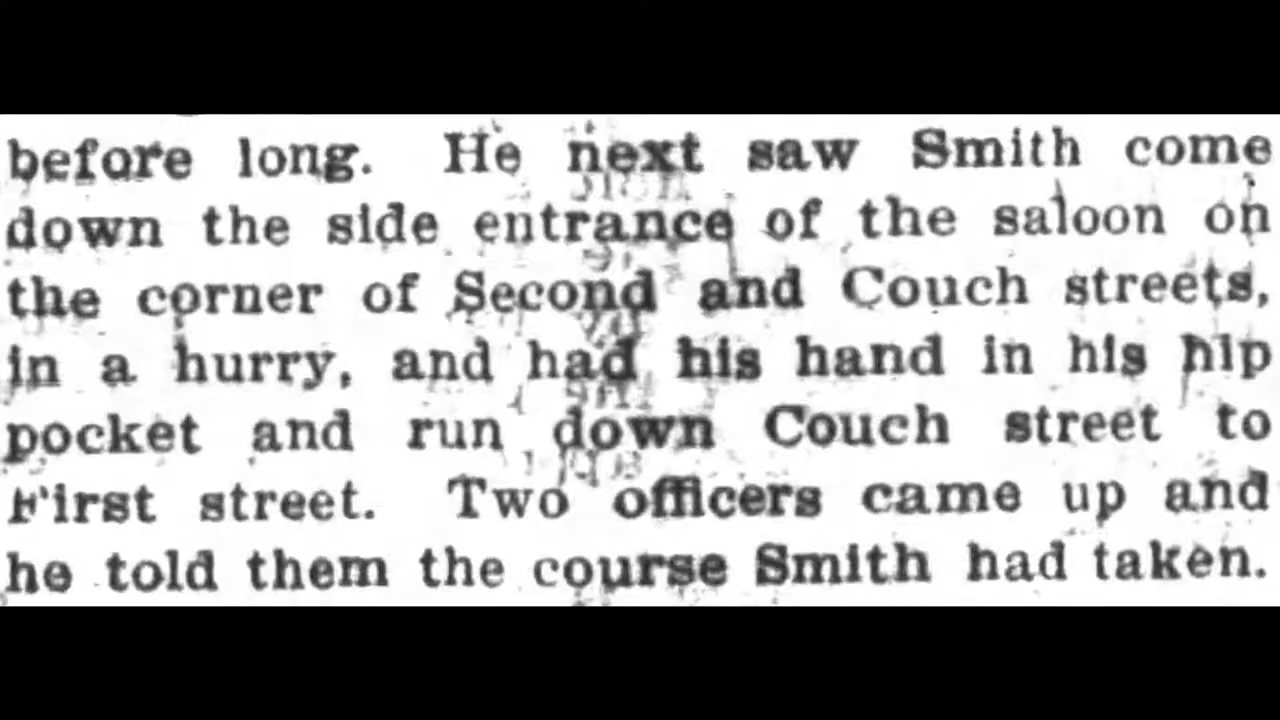 before long. He next saw Smith come
down the side entrance of the saloon on
the corner of Second and Couch streets,
in a hurry, and had his hand in his hip
pocket and run down Couch street to
First street. Two officers came up and
he told them the course Smith had taken.